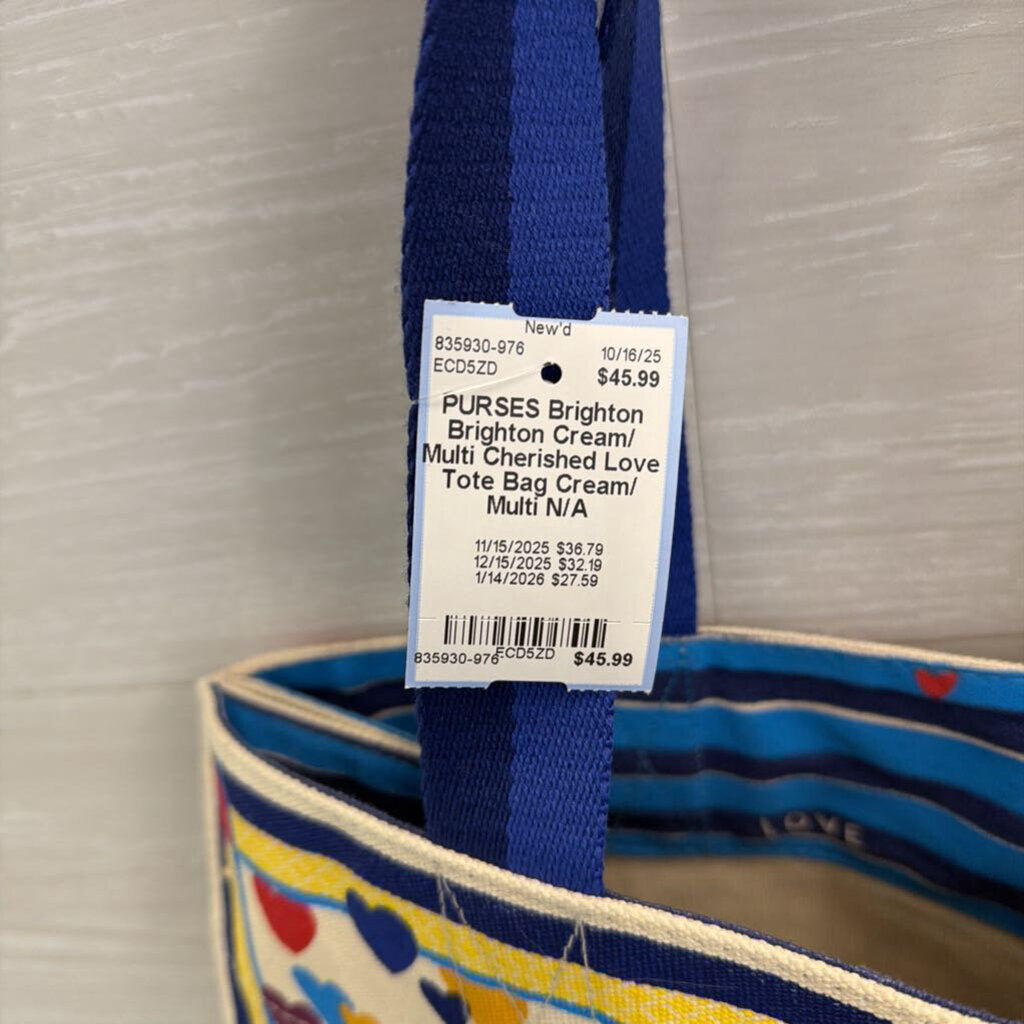 New'd
835930-976 10/16/25
ECD5ZD $45.99
PURSES Brighton
Brighton Cream/
Multi Cherished Love
Tote Bag Cream/
Multi N/A
11/15/2025 $36.79
12/15/2025 $32.19
1/14/2026 $27.59
835930-976 ECD5ZD $45.99
LOVE